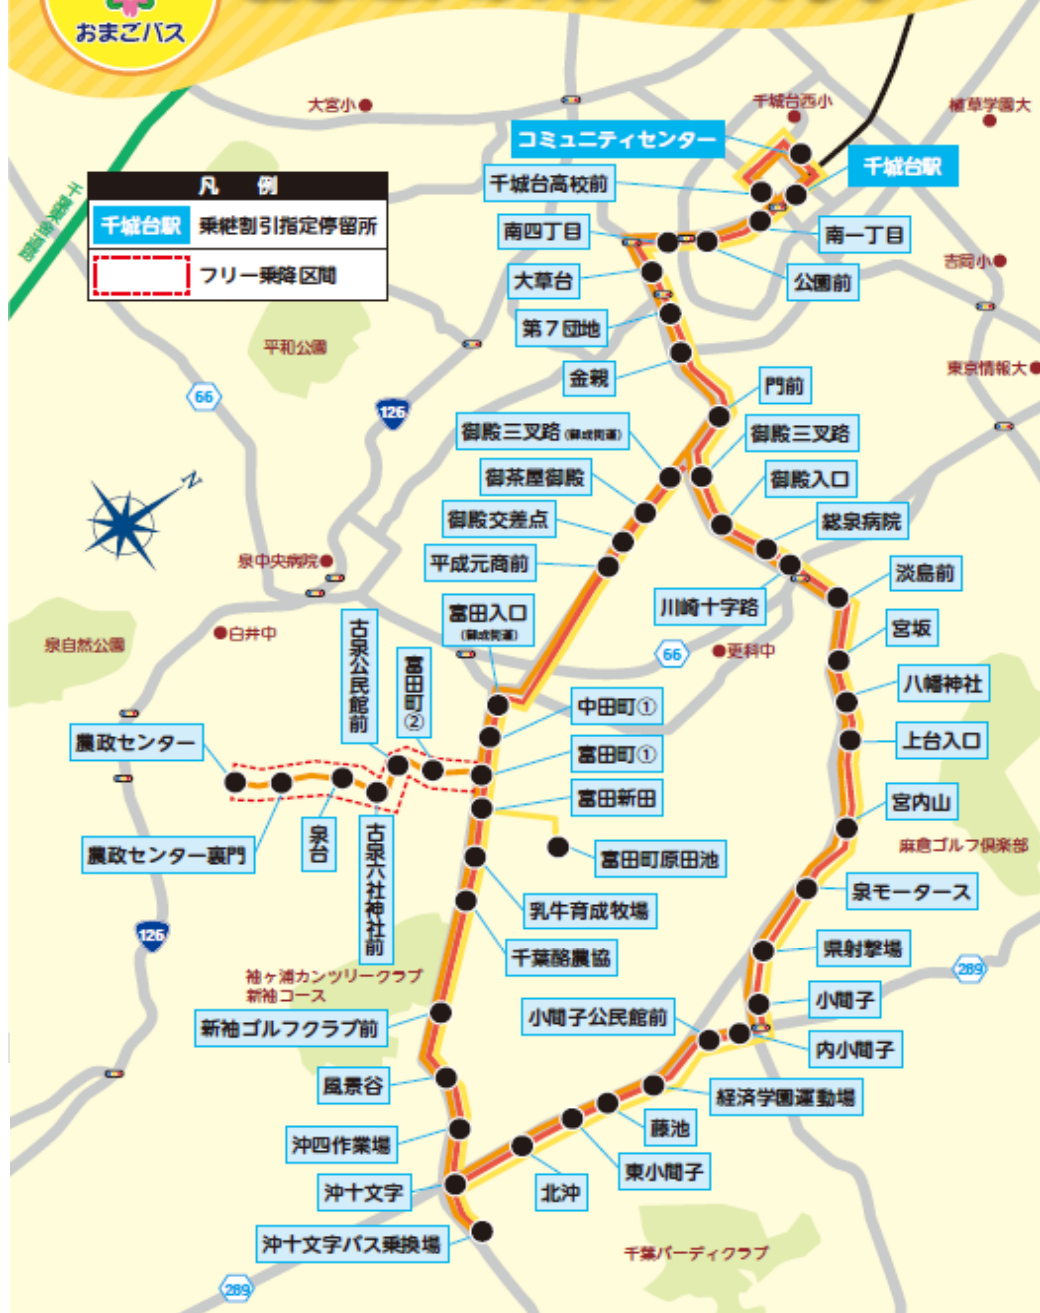 おまごバス
大宮小
千城台西小
植草学園大
コミュニティセンター
千城台駅
千城台高校前
凡 例
千城台駅 乗継割引指定停留所
フリー乗降区間
南四丁目
南一丁目
大草台
公園前
吉岡小
第7団地
平和公園
金親
東京情報大
66
126
門前
御殿三叉路(御成街道)
御殿三叉路
御茶屋御殿
御殿入口
N
御殿交差点
総泉病院
泉中央病院
平成元商前
淡島前
川崎十字路
富田入口
(御成街道)
白井中
泉自然公園
古泉公民館前
富田町②
66
更科中
宮坂
八幡神社
中田町①
農政センター
上台入口
富田町①
富田新田
宮内山
農政センター裏門
泉台
古泉六社神社前
富田町原田池
麻倉ゴルフ倶楽部
乳牛育成牧場
泉モータース
126
千葉酪農協
県射撃場
袖ヶ浦カンツリークラブ
新袖コース
289
小間子
新袖ゴルフクラブ前
小間子公民館前
内小間子
風景谷
経済学園運動場
藤池
沖四作業場
東小間子
沖十文字
北沖
沖十文字バス乗換場
千葉バーディクラブ
289